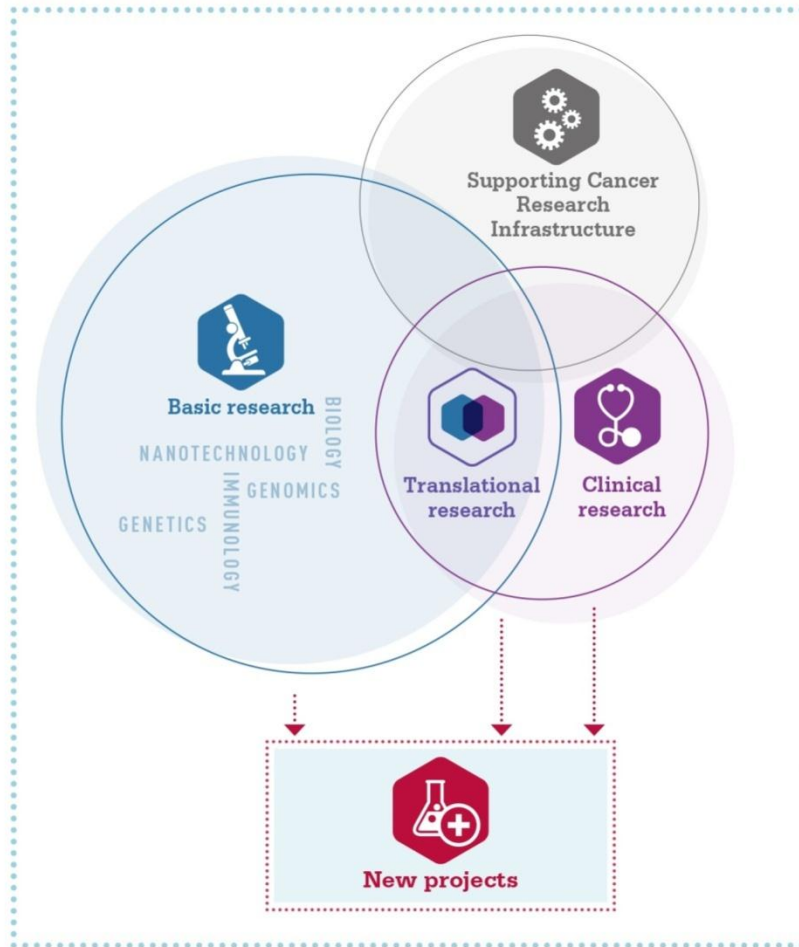 Supporting Cancer
Research
Infrastructure
Basic research
BIOLOGY
NANOTECHNOLOGY
IMMUNOLOGY
GENOMICS
GENETICS
Translational
research
Clinical
research
New projects